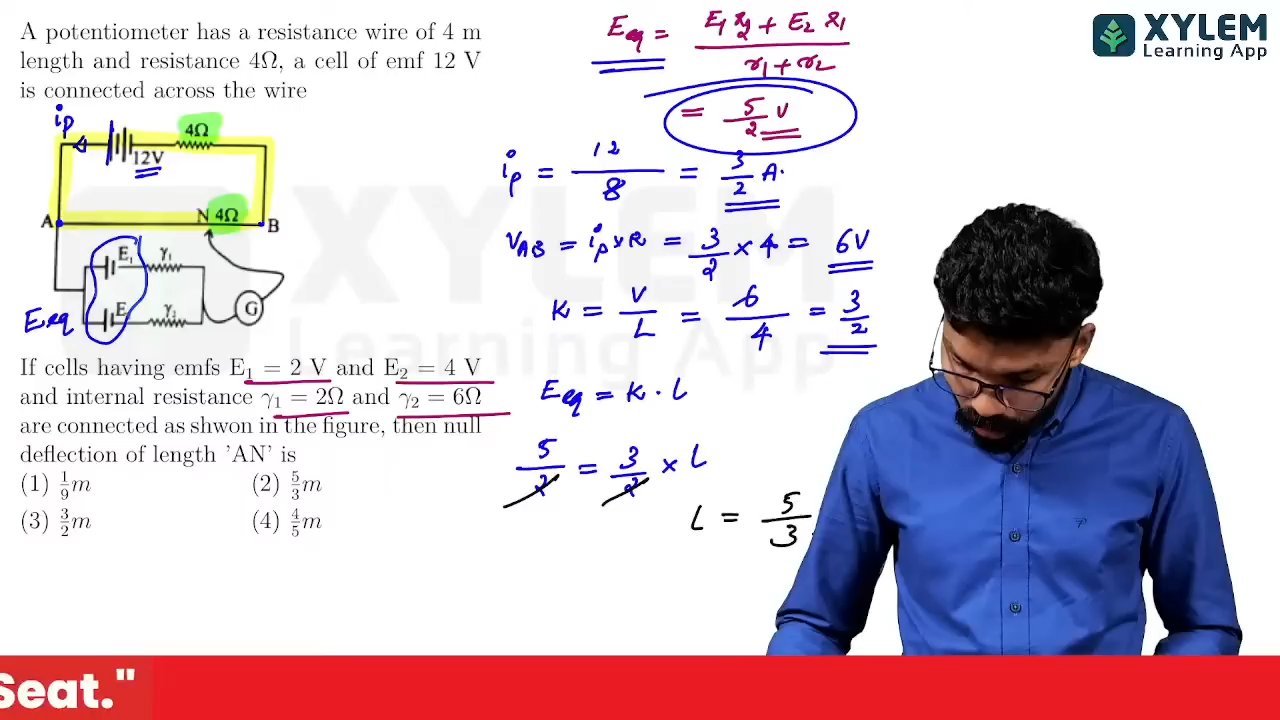 A potentiometer has a resistance wire of 4 m
length and resistance 4Ω, a cell of emf 12 V
is connected across the wire
iₚ
4Ω
12V
A
N 4Ω
B
E₁ γ₁
E γ₂
G
Eeq
If cells having emfs E₁ = 2 V and E₂ = 4 V
and internal resistance γ₁ = 2Ω and γ₂ = 6Ω
are connected as shwon in the figure, then null
deflection of length 'AN' is
(1) 1/9 m (2) 5/3 m
(3) 3/2 m (4) 4/5 m
Eeq = E₁ r₂ + E₂ r₁ / r₁ + r₂
= 5/2 V
iₚ = 12/8 = 3/2 A.
VAB = iₚ × R = 3/2 × 4 = 6V
K = V/L = 6/4 = 3/2
Eeq = K . L
5/2 = 3/2 × L
L = 5/3
XYLEM
Learning App
XYLEM
Learning App
Seat."